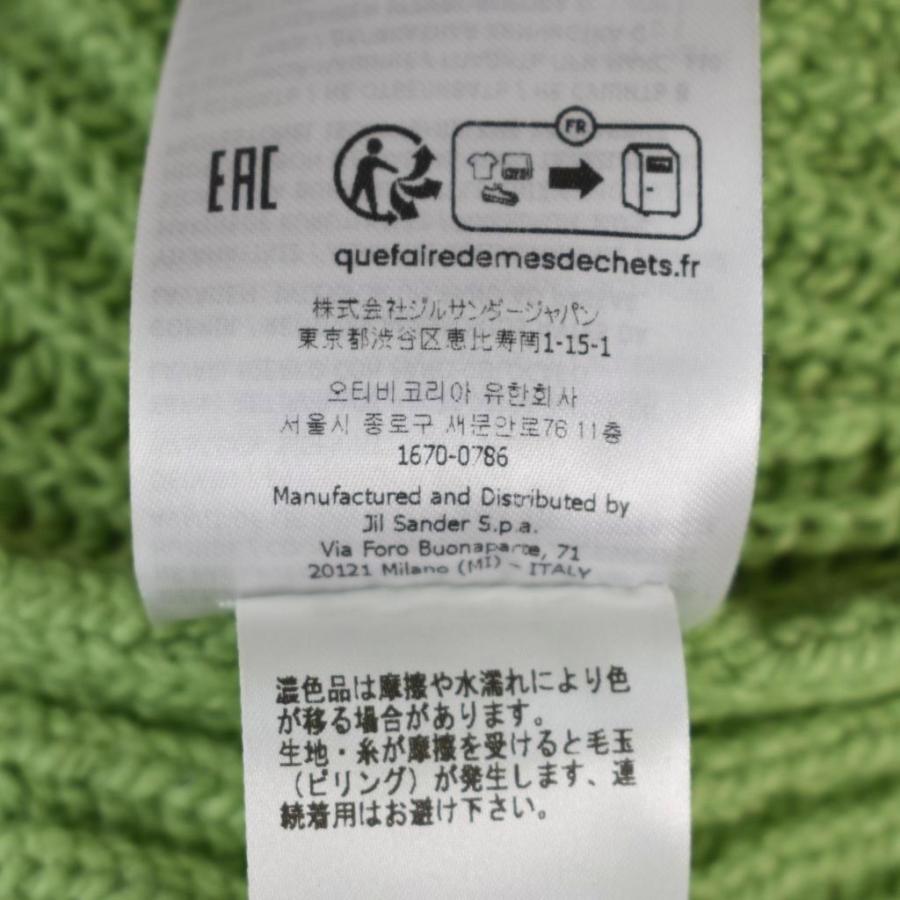 EAC
FR
quefairedemesdechets.fr
株式会社ジルサンダージャパン
東京都渋谷区恵比寿南1-15-1
오티비코리아 유한회사
서울시 종로구 새문안로76 11층
1670-0786
Manufactured and Distributed by
Jil Sander S.p.a.
Via Foro Buonaparte, 71
20121 Milano (MI) - ITALY
濃色品は摩擦や水濡れにより色
が移る場合があります。
生地・糸が摩擦を受けると毛玉
（ピリング）が発生します、連
続着用はお避け下さい。